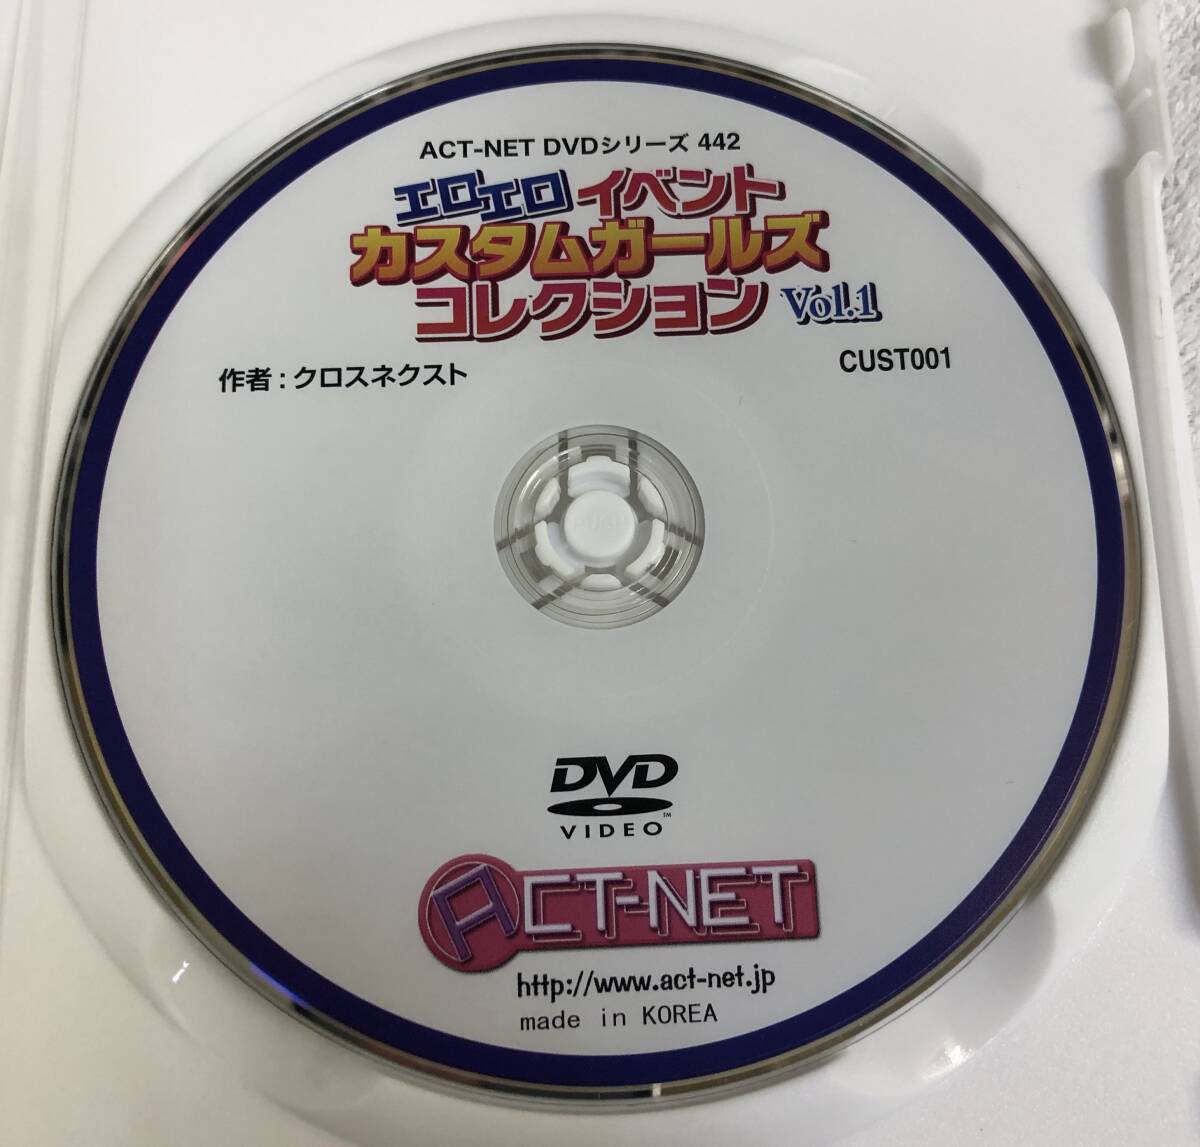 ACT-NET DVDシリーズ 442
エロエロ イベント
カスタムガールズ
コレクション Vol.1
作者 : クロスネクスト
CUST001
PUSH
DVD
VIDEO
TM
ACT-NET
http://www.act-net.jp
made in KOREA